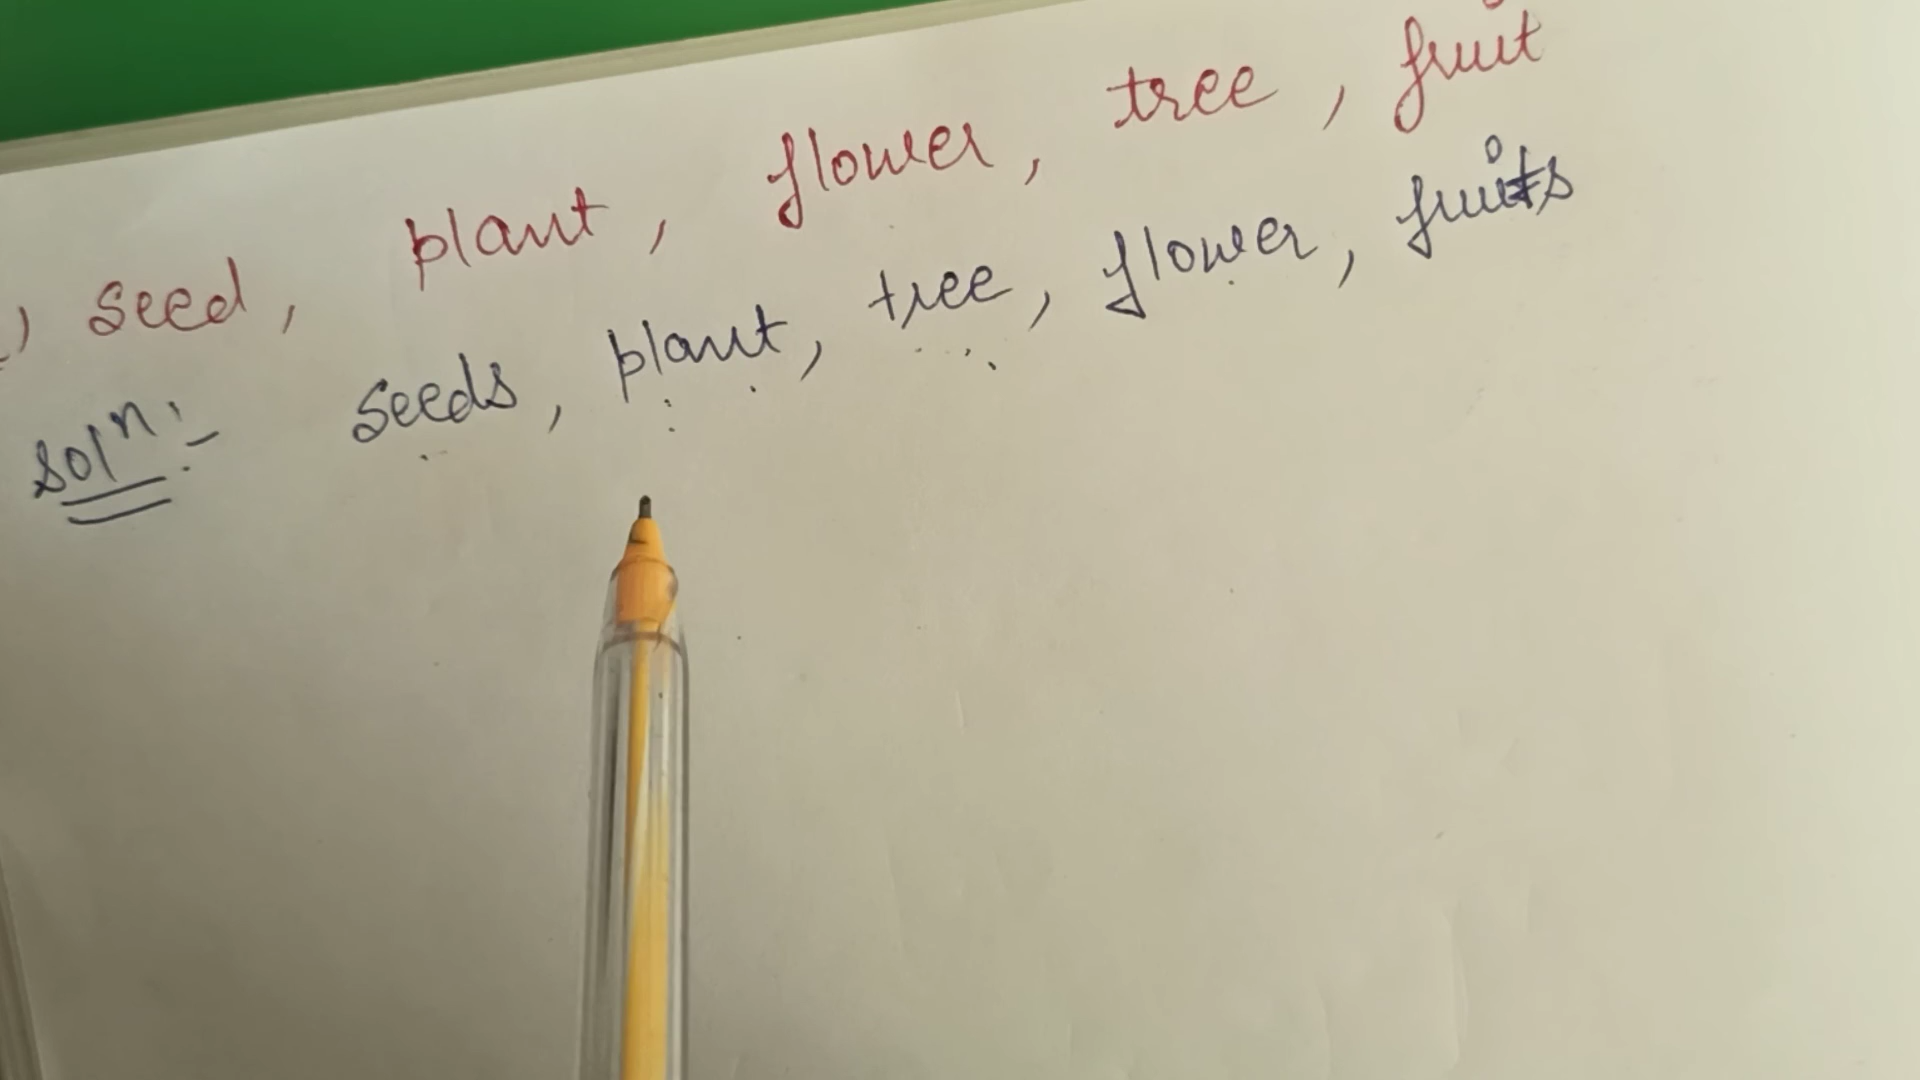 ) seed, plant, flower, tree, fruit
Solⁿ:- seeds, plant, tree, flower, fruits